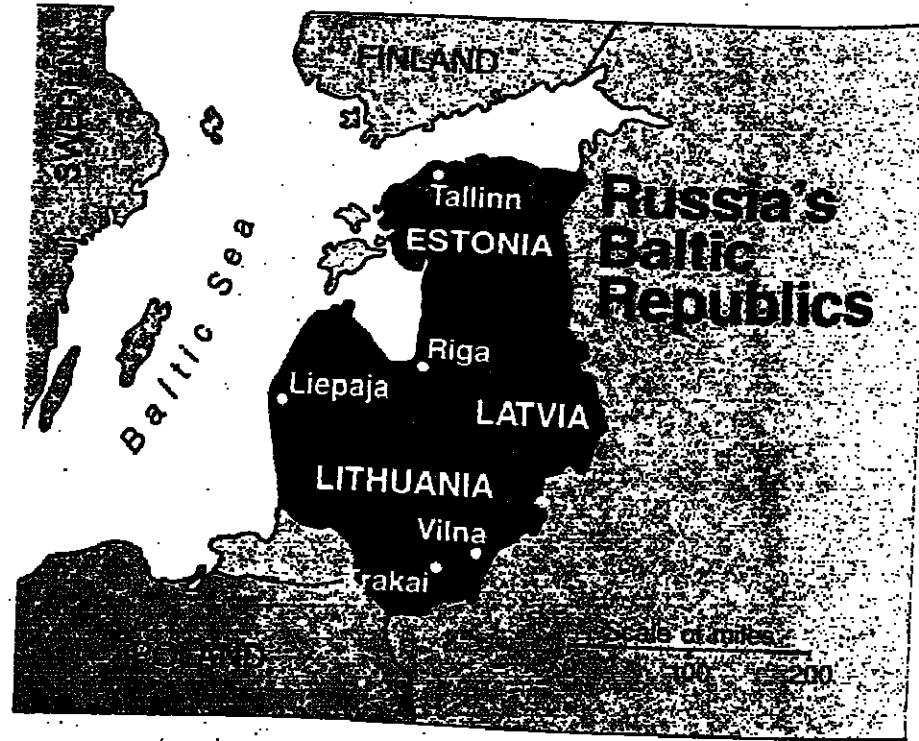 FINLAND
SWEDEN
Tallinn
ESTONIA
Russia's
Baltic
Republics
Baltic Sea
Riga
Liepaja
LATVIA
LITHUANIA
Vilna
Trakai
POLAND
Scale of miles
100 200